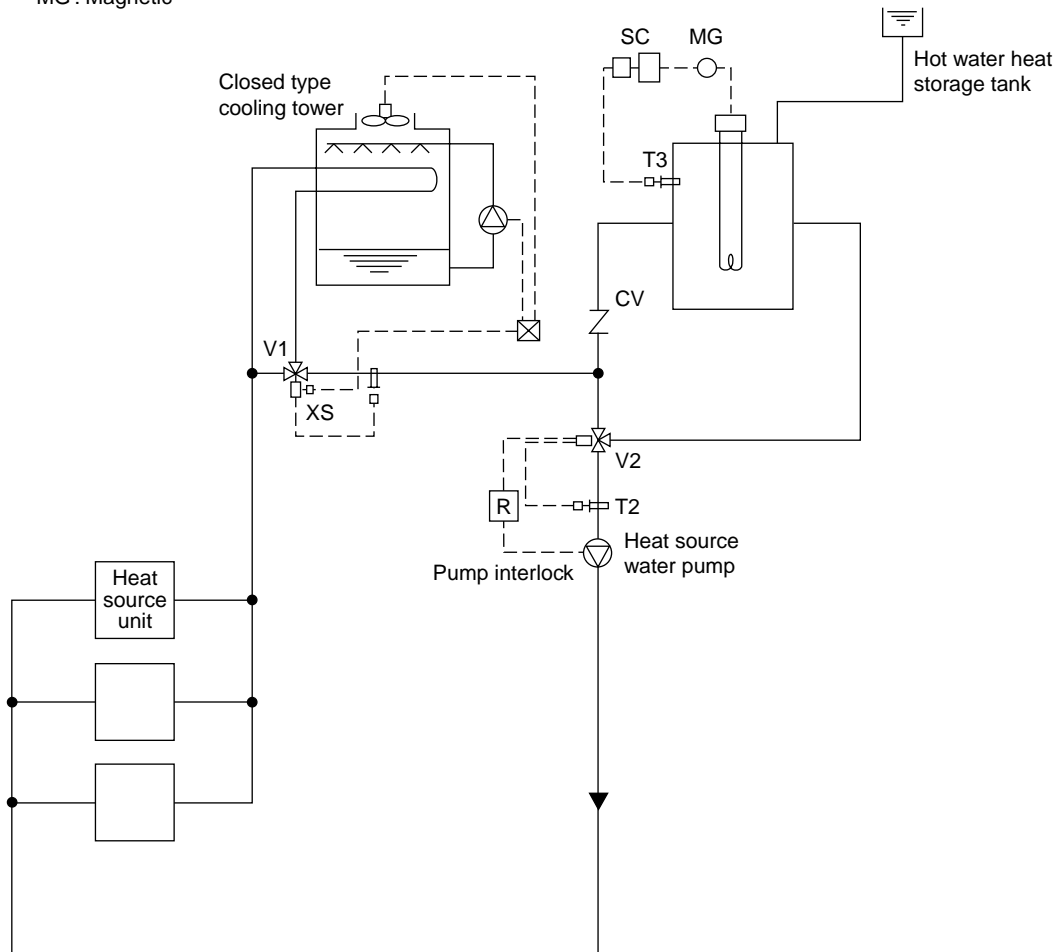 MG : Magnetic
SC
MG
Hot water heat
storage tank
Closed type
cooling tower
T3
CV
V1
XS
V2
R
T2
Pump interlock
Heat source
water pump
Heat
source
unit